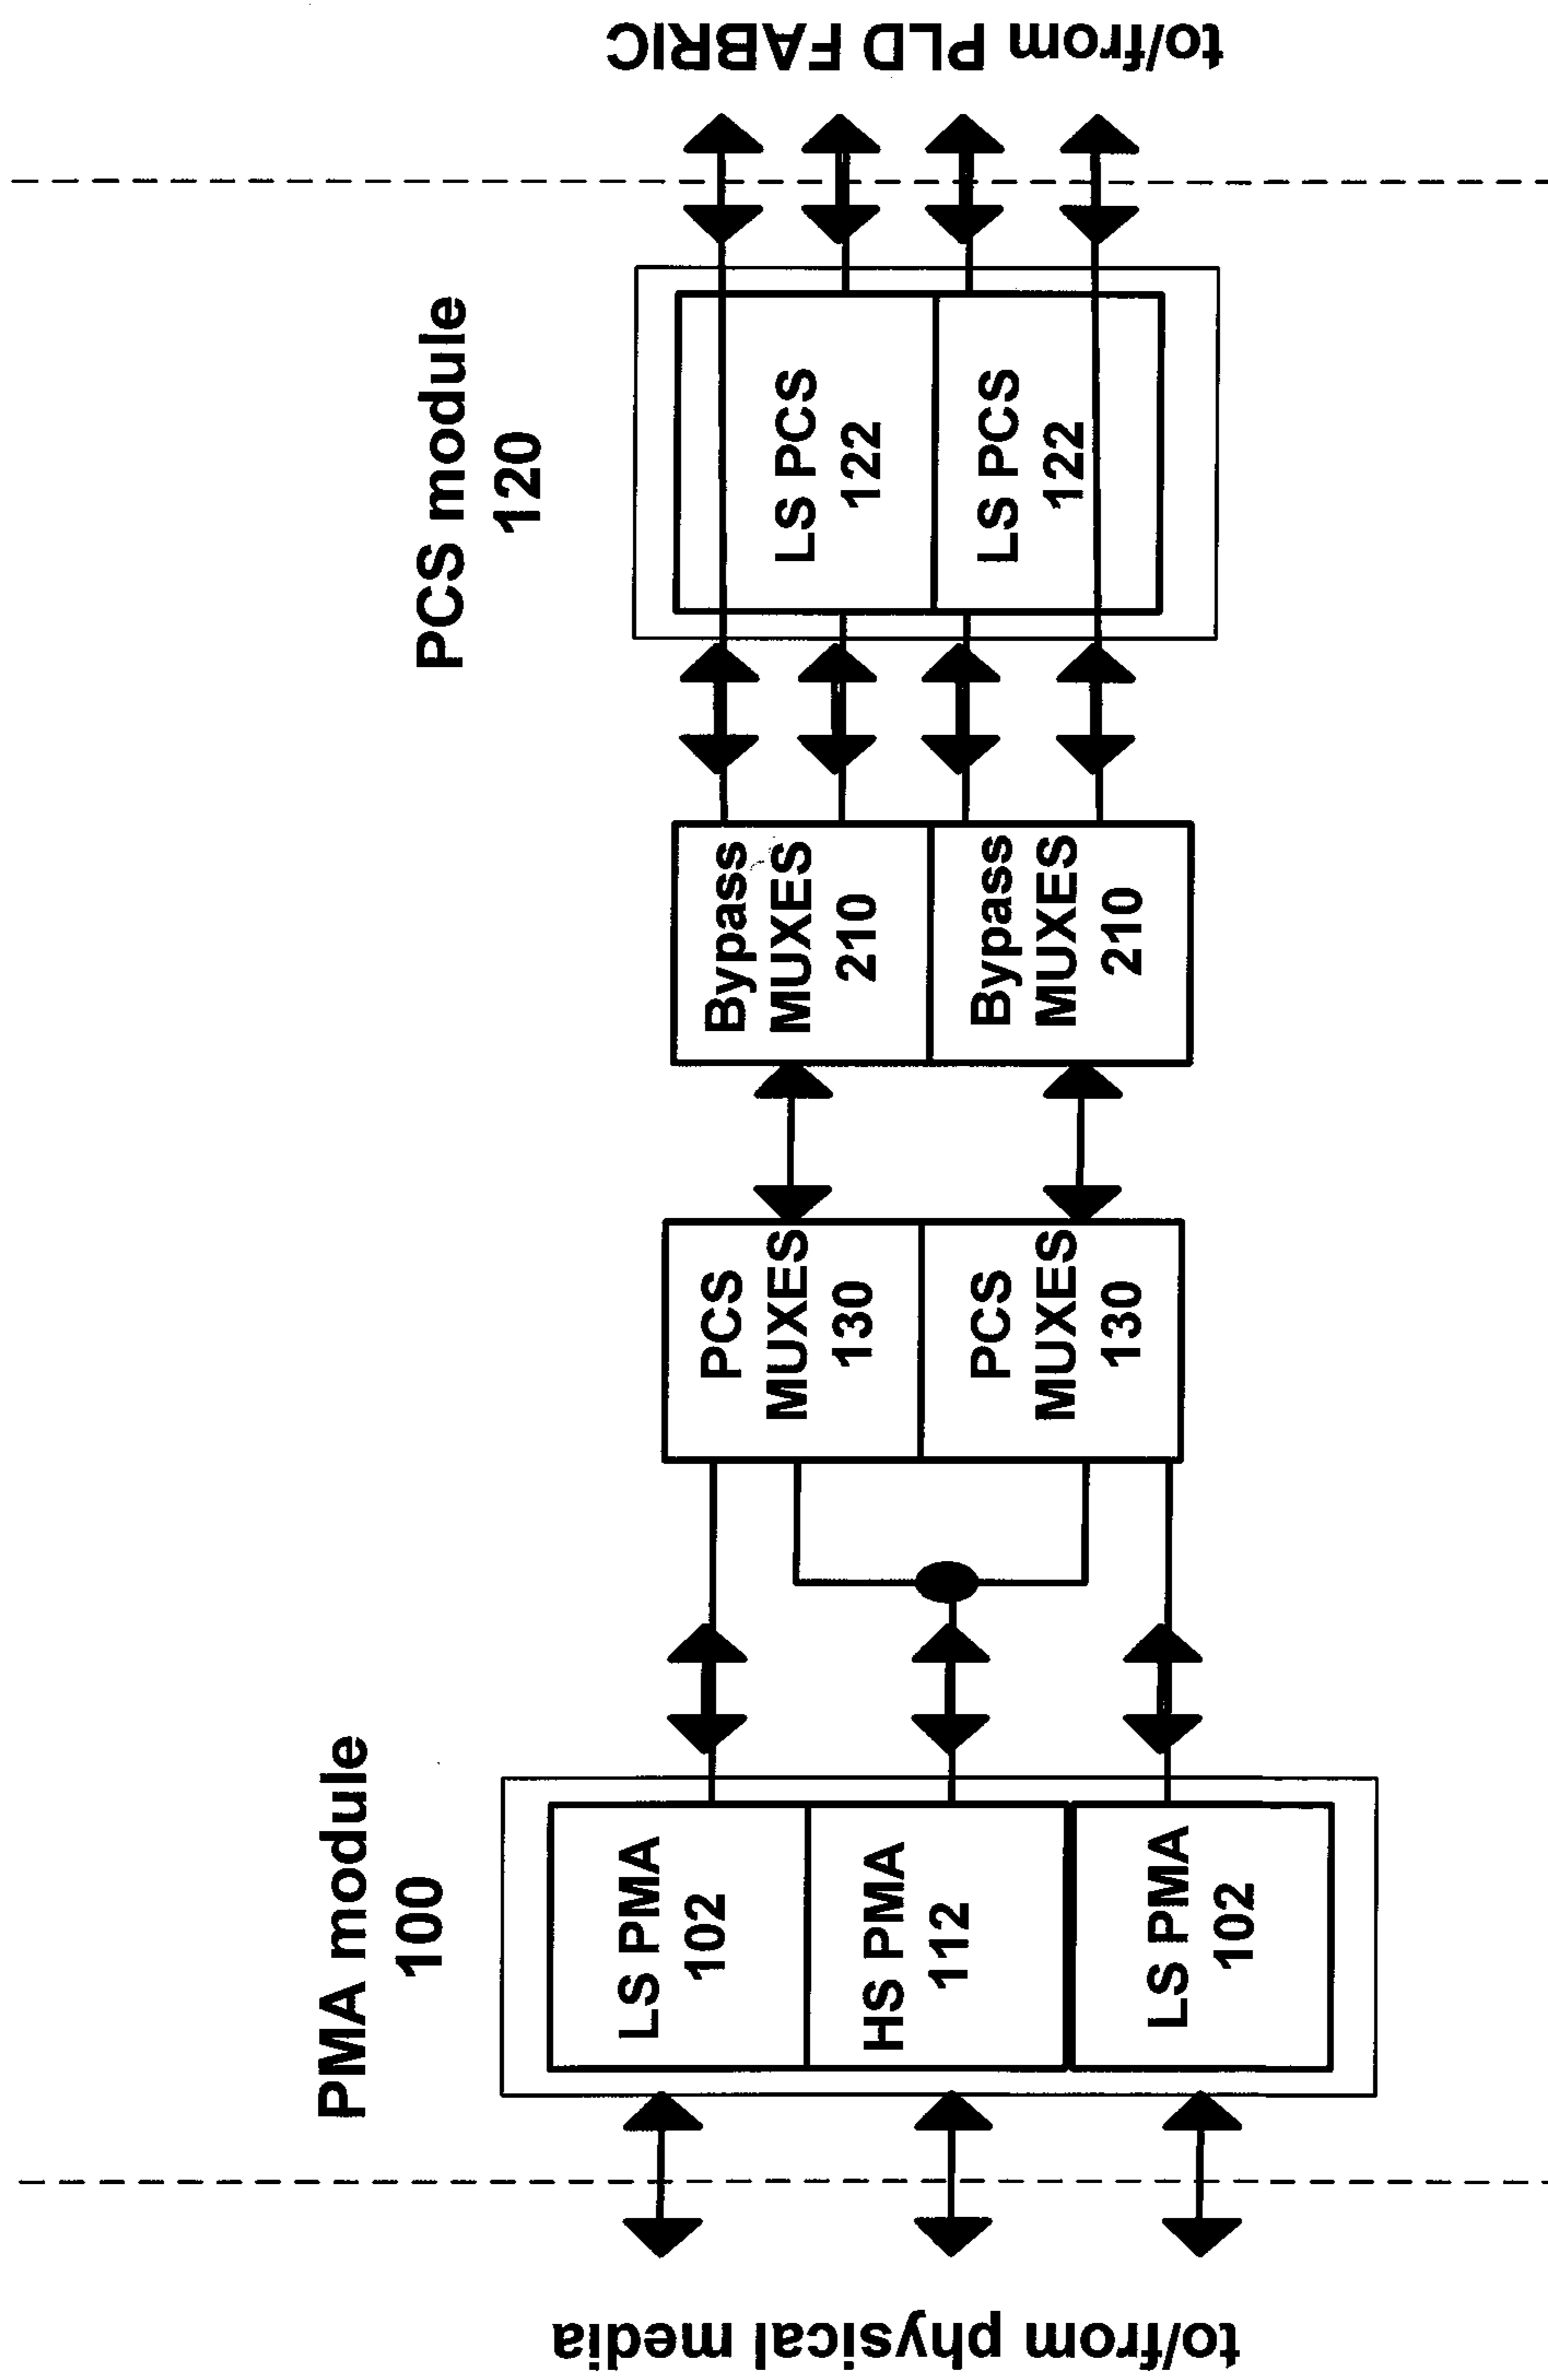 to/from physical media
PMA module
100
LS PMA
102
HS PMA
112
LS PMA
102
PCS
MUXES
130
PCS
MUXES
130
Bypass
MUXES
210
Bypass
MUXES
210
PCS module
120
LS PCS
122
LS PCS
122
to/from PLD FABRIC